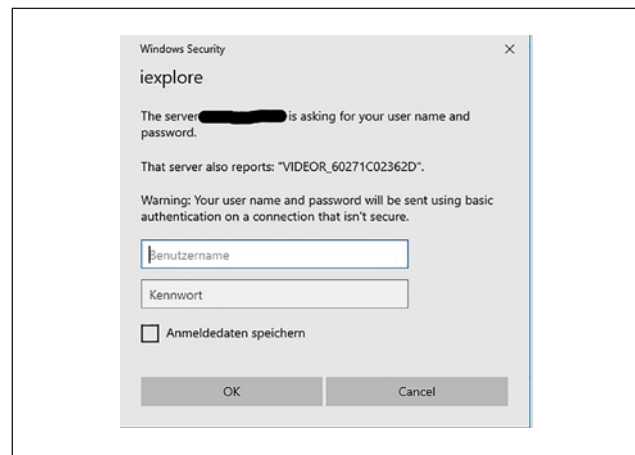 Windows Security
iexplore
The server is asking for your user name and
password.
That server also reports: "VIDEOR_60271C02362D".
Warning: Your user name and password will be sent using basic
authentication on a connection that isn't secure.
Benutzername
Kennwort
Anmeldedaten speichern
OK Cancel